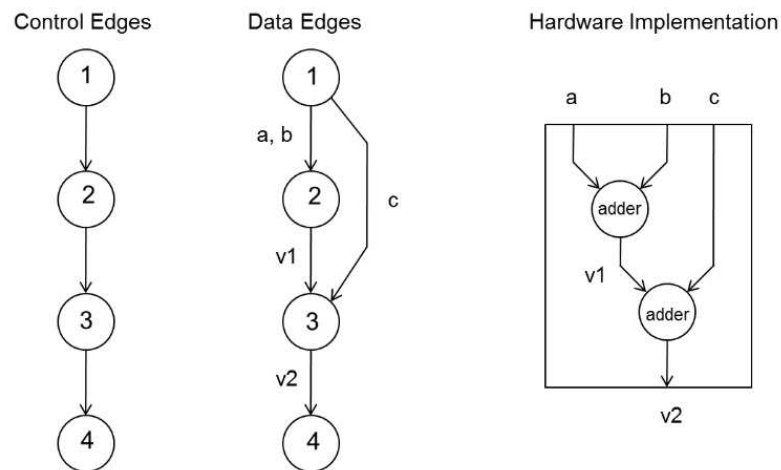 Control Edges
Data Edges
Hardware Implementation
1
2
3
4
1
a, b
2
c
v1
3
v2
4
a
b
c
adder
v1
adder
v2